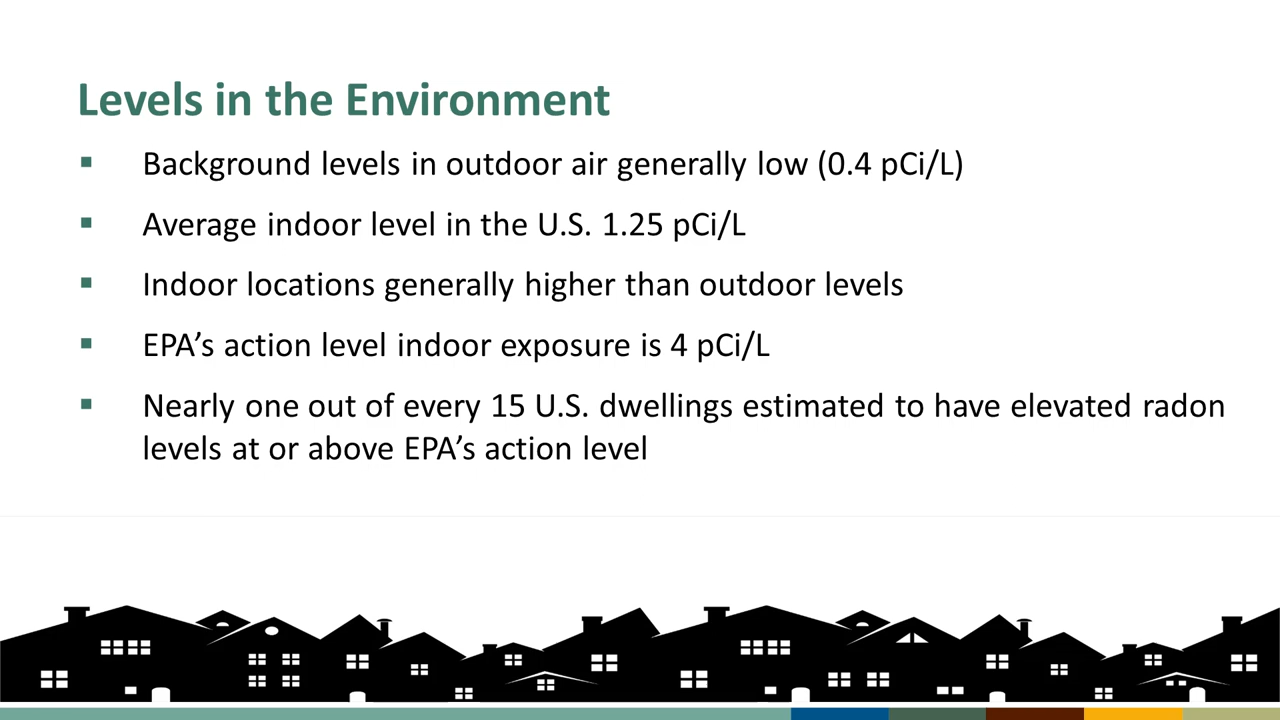 Levels in the Environment
▪ Background levels in outdoor air generally low (0.4 pCi/L)
▪ Average indoor level in the U.S. 1.25 pCi/L
▪ Indoor locations generally higher than outdoor levels
▪ EPA’s action level indoor exposure is 4 pCi/L
▪ Nearly one out of every 15 U.S. dwellings estimated to have elevated radon
levels at or above EPA’s action level